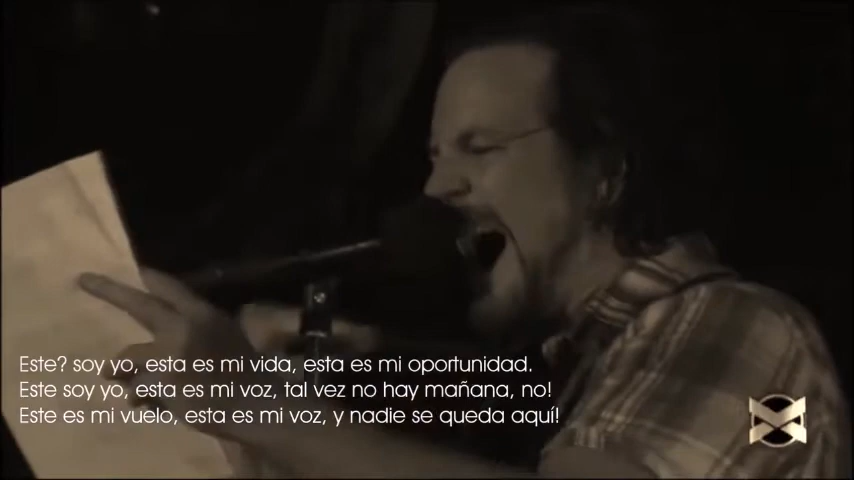 Este? soy yo, esta es mi vida, esta es mi oportunidad.
Este soy yo, esta es mi voz, tal vez no hay mañana, no!
Este es mi vuelo, esta es mi voz, y nadie se queda aquí!